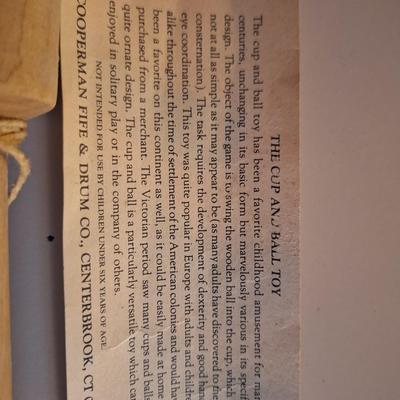 THE CUP AND BALL TOY
The cup and ball toy has been a favorite childhood amusement for
centuries, unchanging in its basic form but marvelously various in its
design. The object of the game is to swing the wooden ball into the cup, which
not at all as simple as it may appear to be (as many adults have discovered to
consternation). The task requires the development of dexterity and good hand
eye coordination. This toy was quite popular in Europe with adults and
alike throughout the time of settlement of the American colonies and would
been a favorite on this continent as well, as it could be easily made at home
purchased from a merchant. The Victorian period saw many cups and balls
quite ornate design. The cup and ball is a particularly versatile toy which
enjoyed in solitary play or in the company of others.
NOT INTENDED FOR USE BY CHILDREN UNDER SIX YEARS OF AGE.
COOPERMAN FIFE & DRUM CO., CENTERBROOK, CT